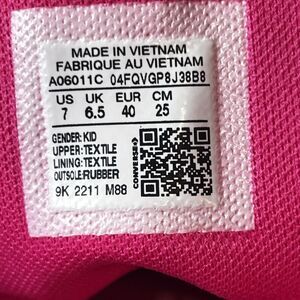 MADE IN VIETNAM
FABRIQUE AU VIETNAM
A06011C 04FQVGP8J38B8
US UK EUR CM
7 6.5 40 25
GENDER:KID
UPPER:TEXTILE
LINING:TEXTILE
OUTSOLE:RUBBER
9K 2211 M88
CONVERSE